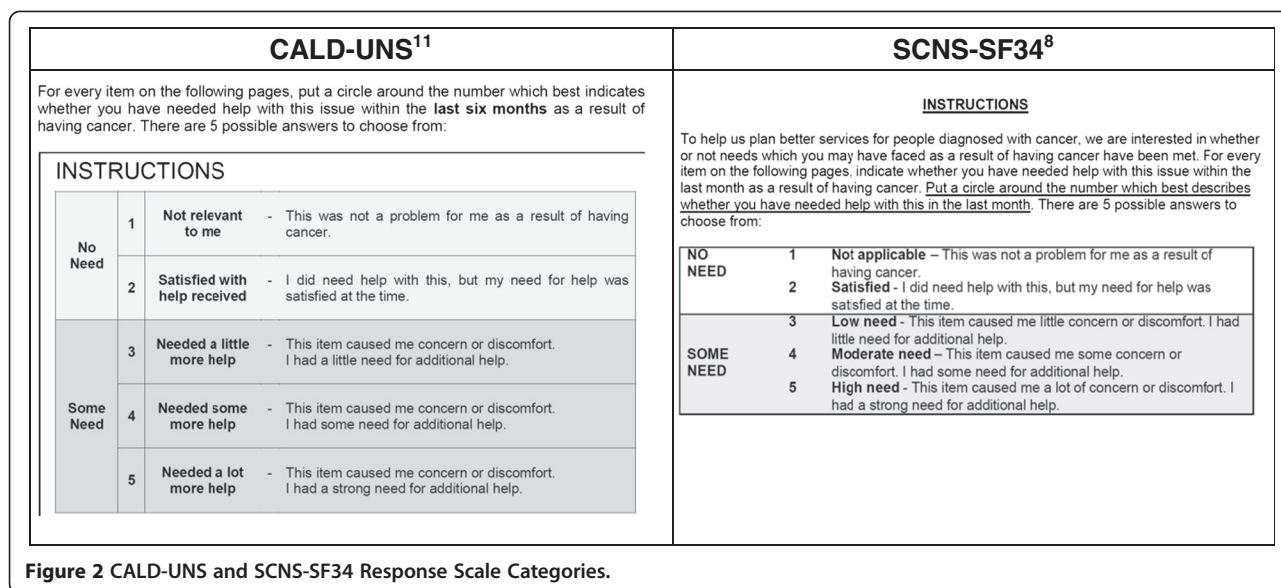 CALD-UNS11
For every item on the following pages, put a circle around the number which best indicates
whether you have needed help with this issue within the last six months as a result of
having cancer. There are 5 possible answers to choose from:
INSTRUCTIONS
No
Need
1
Not relevant
to me
- This was not a problem for me as a result of having
cancer.
2
Satisfied with
help received
- I did need help with this, but my need for help was
satisfied at the time.
Some
Need
3
Needed a little
more help
- This item caused me concern or discomfort.
I had a little need for additional help.
4
Needed some
more help
- This item caused me concern or discomfort.
I had some need for additional help.
5
Needed a lot
more help
- This item caused me concern or discomfort.
I had a strong need for additional help.
SCNS-SF348
INSTRUCTIONS
To help us plan better services for people diagnosed with cancer, we are interested in whether
or not needs which you may have faced as a result of having cancer have been met. For every
item on the following pages, indicate whether you have needed help with this issue within the
last month as a result of having cancer. Put a circle around the number which best describes
whether you have needed help with this in the last month. There are 5 possible answers to
choose from:
NO
NEED
1 Not applicable – This was not a problem for me as a result of
having cancer.
2 Satisfied - I did need help with this, but my need for help was
satisfied at the time.
SOME
NEED
3 Low need - This item caused me little concern or discomfort. I had
little need for additional help.
4 Moderate need – This item caused me some concern or
discomfort. I had some need for additional help.
5 High need - This item caused me a lot of concern or discomfort. I
had a strong need for additional help.
Figure 2 CALD-UNS and SCNS-SF34 Response Scale Categories.